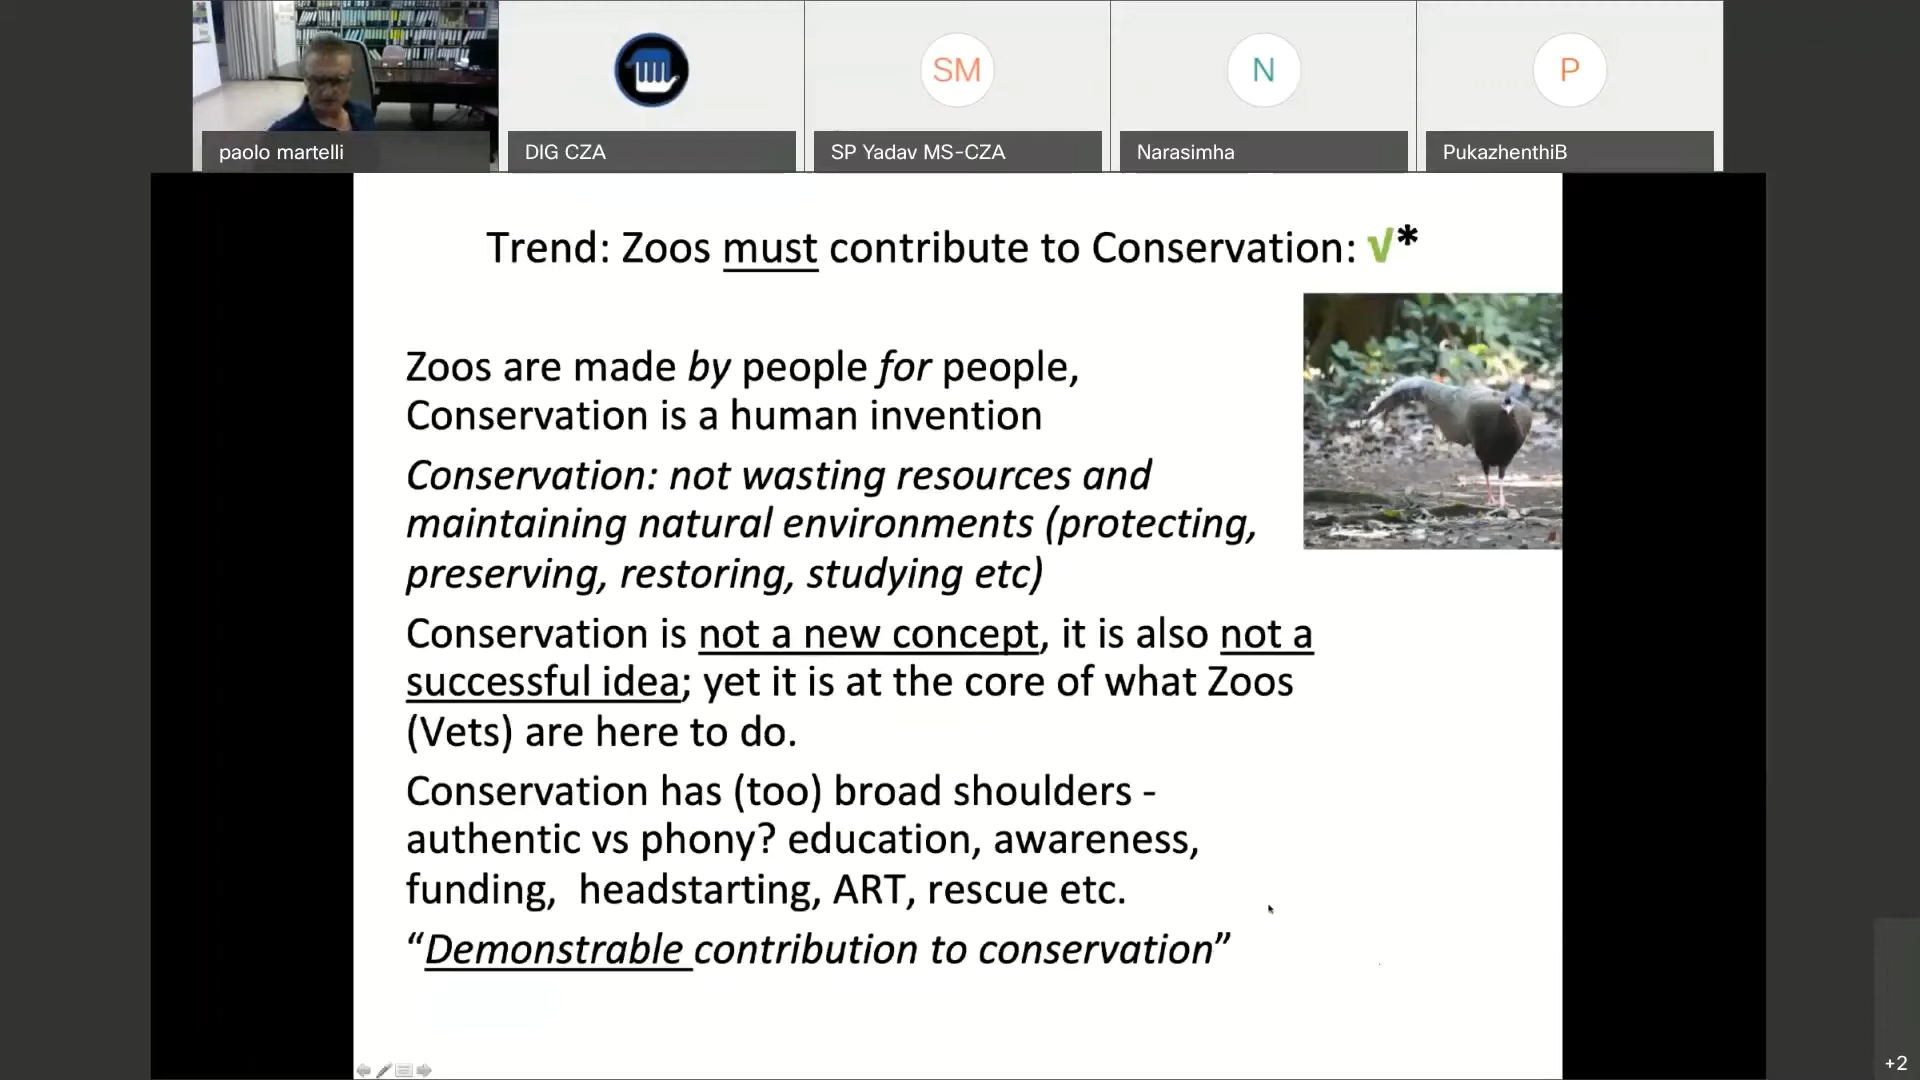 SM
N
P
paolo martelli
DIG CZA
SP Yadav MS-CZA
Narasimha
PukazhenthiB
Trend: Zoos must contribute to Conservation: √*
Zoos are made by people for people,
Conservation is a human invention
Conservation: not wasting resources and
maintaining natural environments (protecting,
preserving, restoring, studying etc)
Conservation is not a new concept, it is also not a
successful idea; yet it is at the core of what Zoos
(Vets) are here to do.
Conservation has (too) broad shoulders -
authentic vs phony? education, awareness,
funding,  headstarting, ART, rescue etc.
“Demonstrable contribution to conservation”
+2